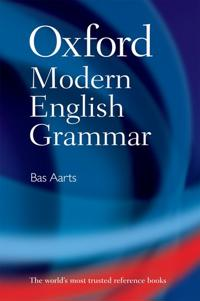 Oxford
Modern
English
Grammar
Bas Aarts
The world's most trusted reference books